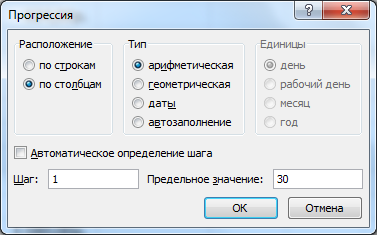 Прогрессия
Расположение
по строкам
по столбцам
Тип
арифметическая
геометрическая
даты
автозаполнение
Единицы
день
рабочий день
месяц
год
Автоматическое определение шага
Шаг: 1 Предельное значение: 30
ОК Отмена